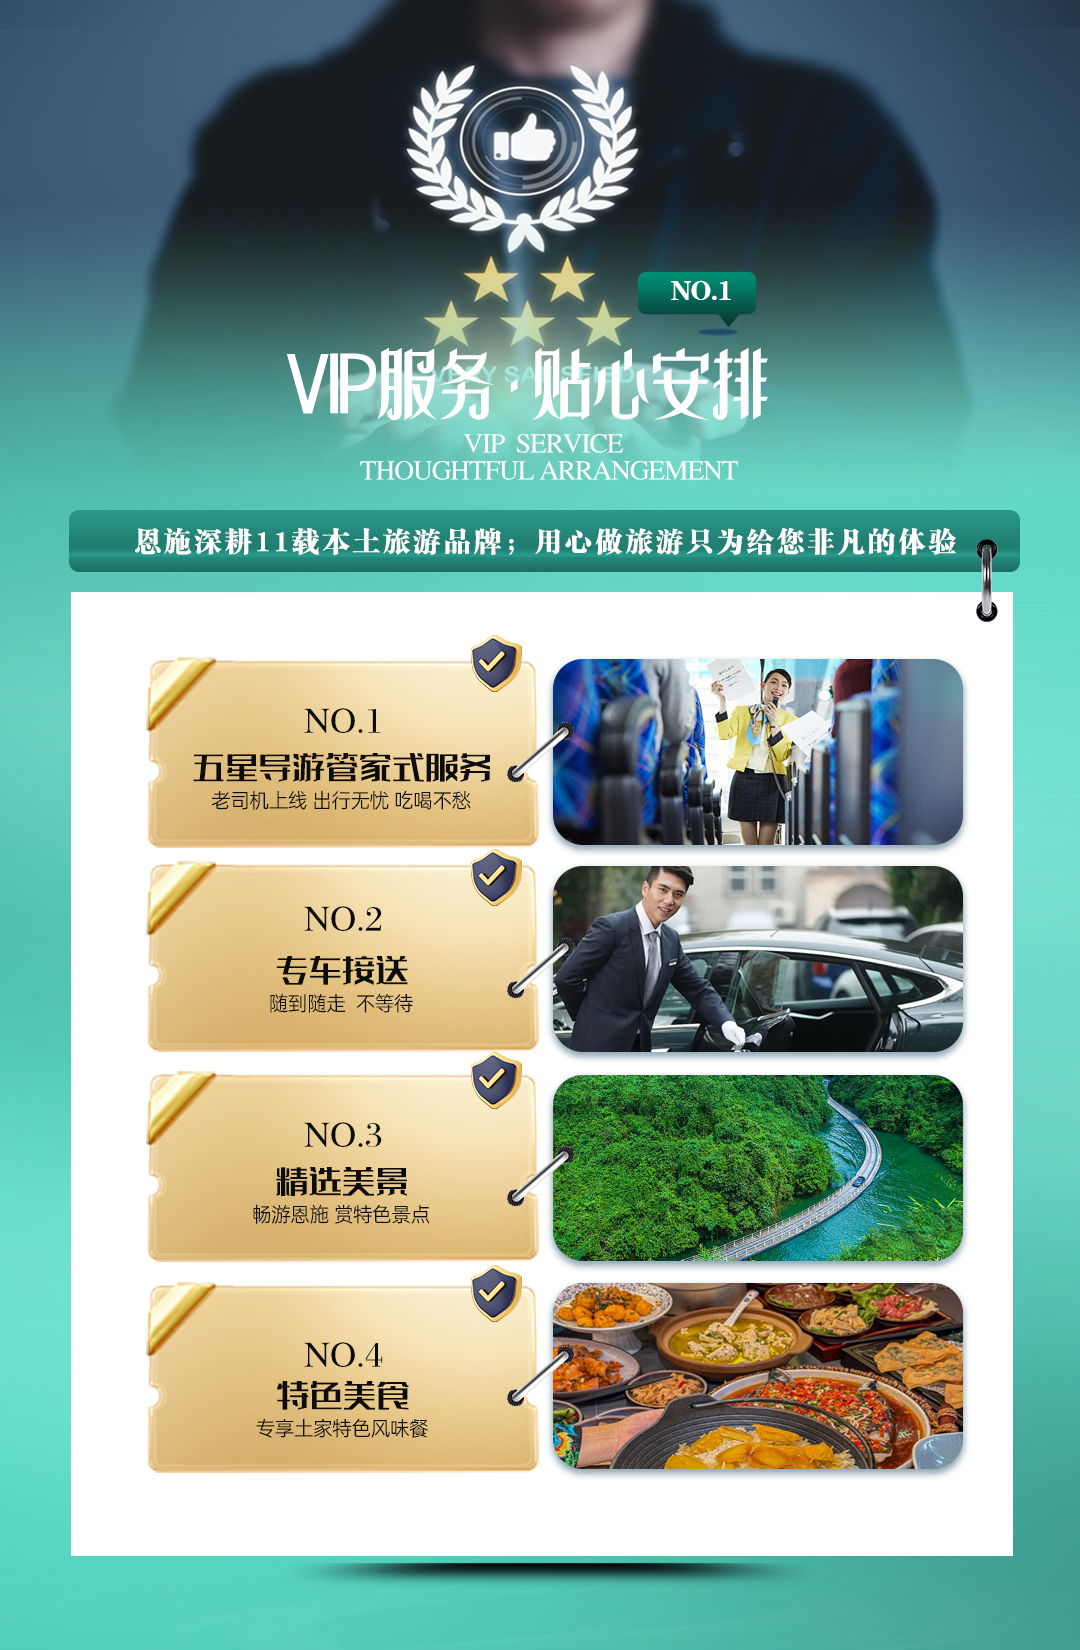 NO.1
VIP服务·贴心安排
VIP SERVICE
THOUGHTFUL ARRANGEMENT
恩施深耕11载本土旅游品牌；用心做旅游只为给您非凡的体验
NO.1
五星导游管家式服务
老司机上线 出行无忧 吃喝不愁
NO.2
专车接送
随到随走 不等待
NO.3
精选美景
畅游恩施 赏特色景点
NO.4
特色美食
专享土家特色风味餐